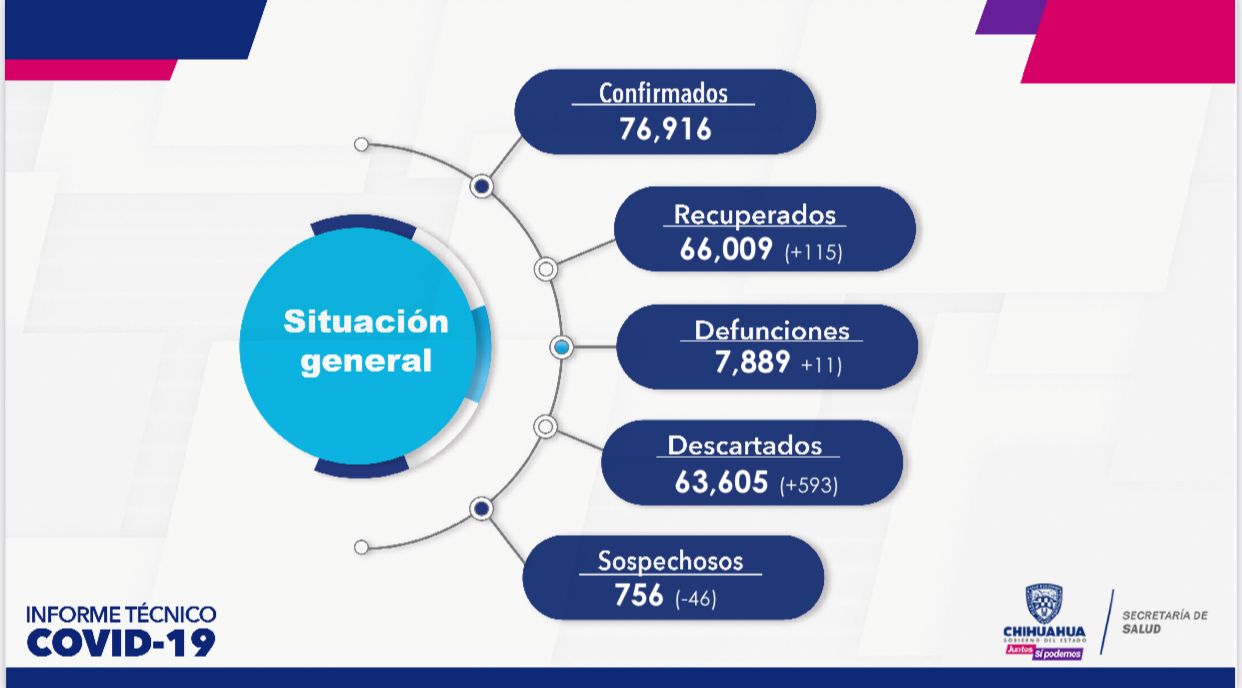 Situación
general
Confirmados
76,916
Recuperados
66,009 (+115)
Defunciones
7,889 +11)
Descartados
63,605 (+593)
Sospechosos
756 (-46)
INFORME TÉCNICO
COVID-19
CHIHUAHUA
GOBIERNO DEL ESTADO
Juntos
Sí podemos
SECRETARÍA DE
SALUD